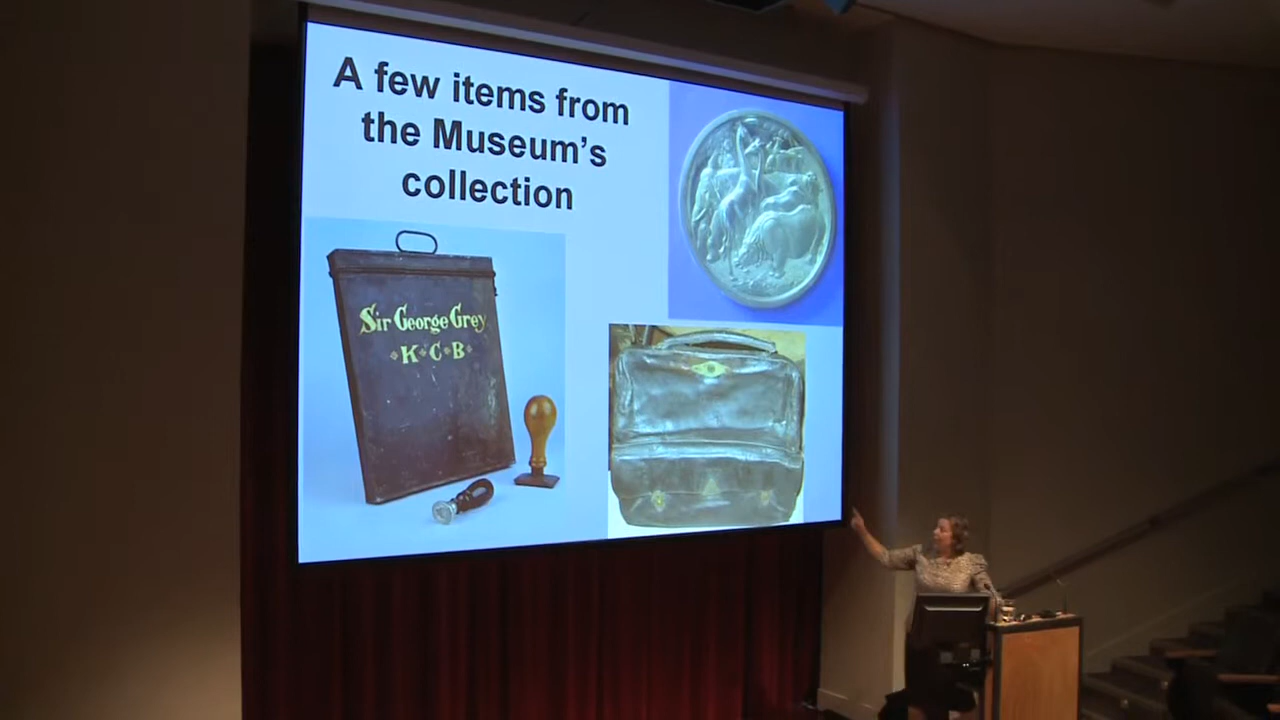 A few items from
the Museum's
collection
Sir George Grey
K·C·B